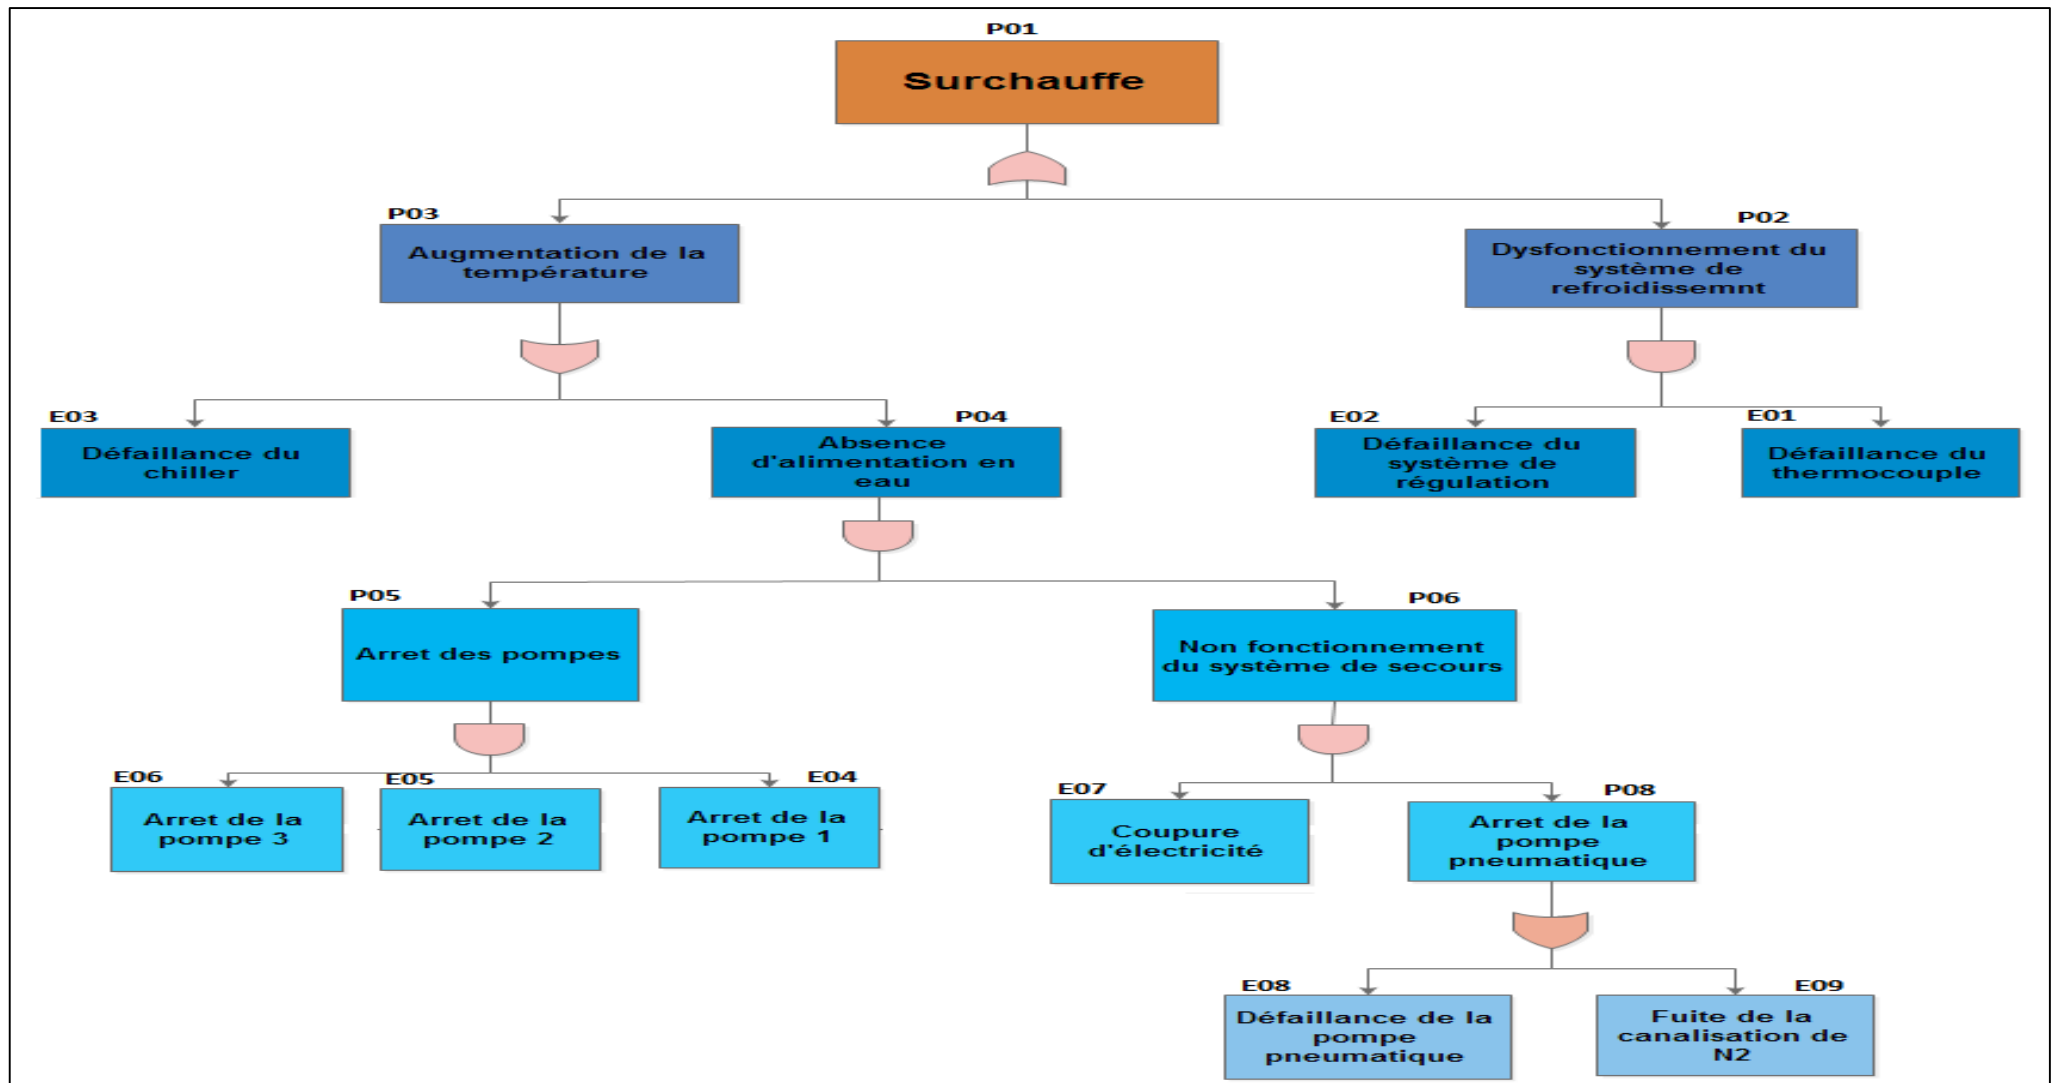 P01
Surchauffe
P03
Augmentation de la
température
P02
Dysfonctionnement du
système de
refroidissemnt
E03
Défaillance du
chiller
P04
Absence
d'alimentation en
eau
E02
Défaillance du
système de
régulation
E01
Défaillance du
thermocouple
P05
Arret des pompes
P06
Non fonctionnement
du système de secours
E06
Arret de la
pompe 3
E05
Arret de la
pompe 2
E04
Arret de la
pompe 1
E07
Coupure
d'électricité
P08
Arret de la
pompe
pneumatique
E08
Défaillance de la
pompe
pneumatique
E09
Fuite de la
canalisation de
N2